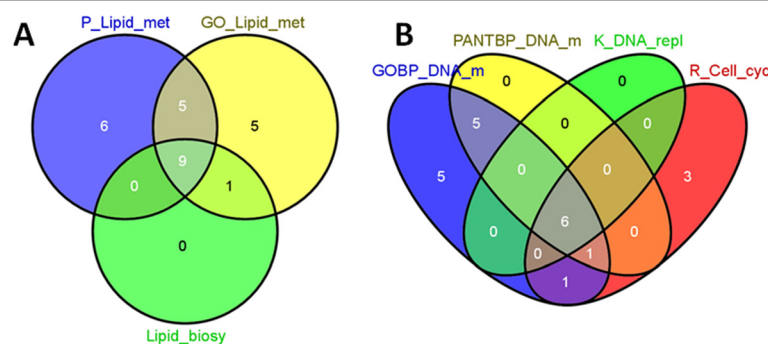 A
P_Lipid_met
GO_Lipid_met
6
5
5
9
0
1
0
Lipid_biosy
B
PANTBP_DNA_m
K_DNA_repl
GOBP_DNA_m
R_Cell_cyc
0
0
5
0
0
5
0
0
3
0
6
0
0
1
1